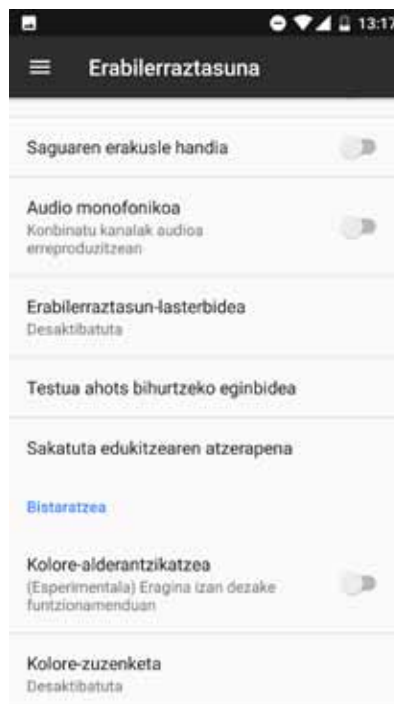 13:17
Erabilerraztasuna
Saguaren erakusle handia
Audio monofonikoa
Konbinatu kanalak audioa
erreproduzitzean
Erabilerraztasun-lasterbidea
Desaktibatuta
Testua ahots bihurtzeko eginbidea
Sakatuta edukitzearen atzerapena
Bistaratzea
Kolore-alderantzikatzea
(Esperimentala) Eragina izan dezake
funtzionamenduan
Kolore-zuzenketa
Desaktibatuta